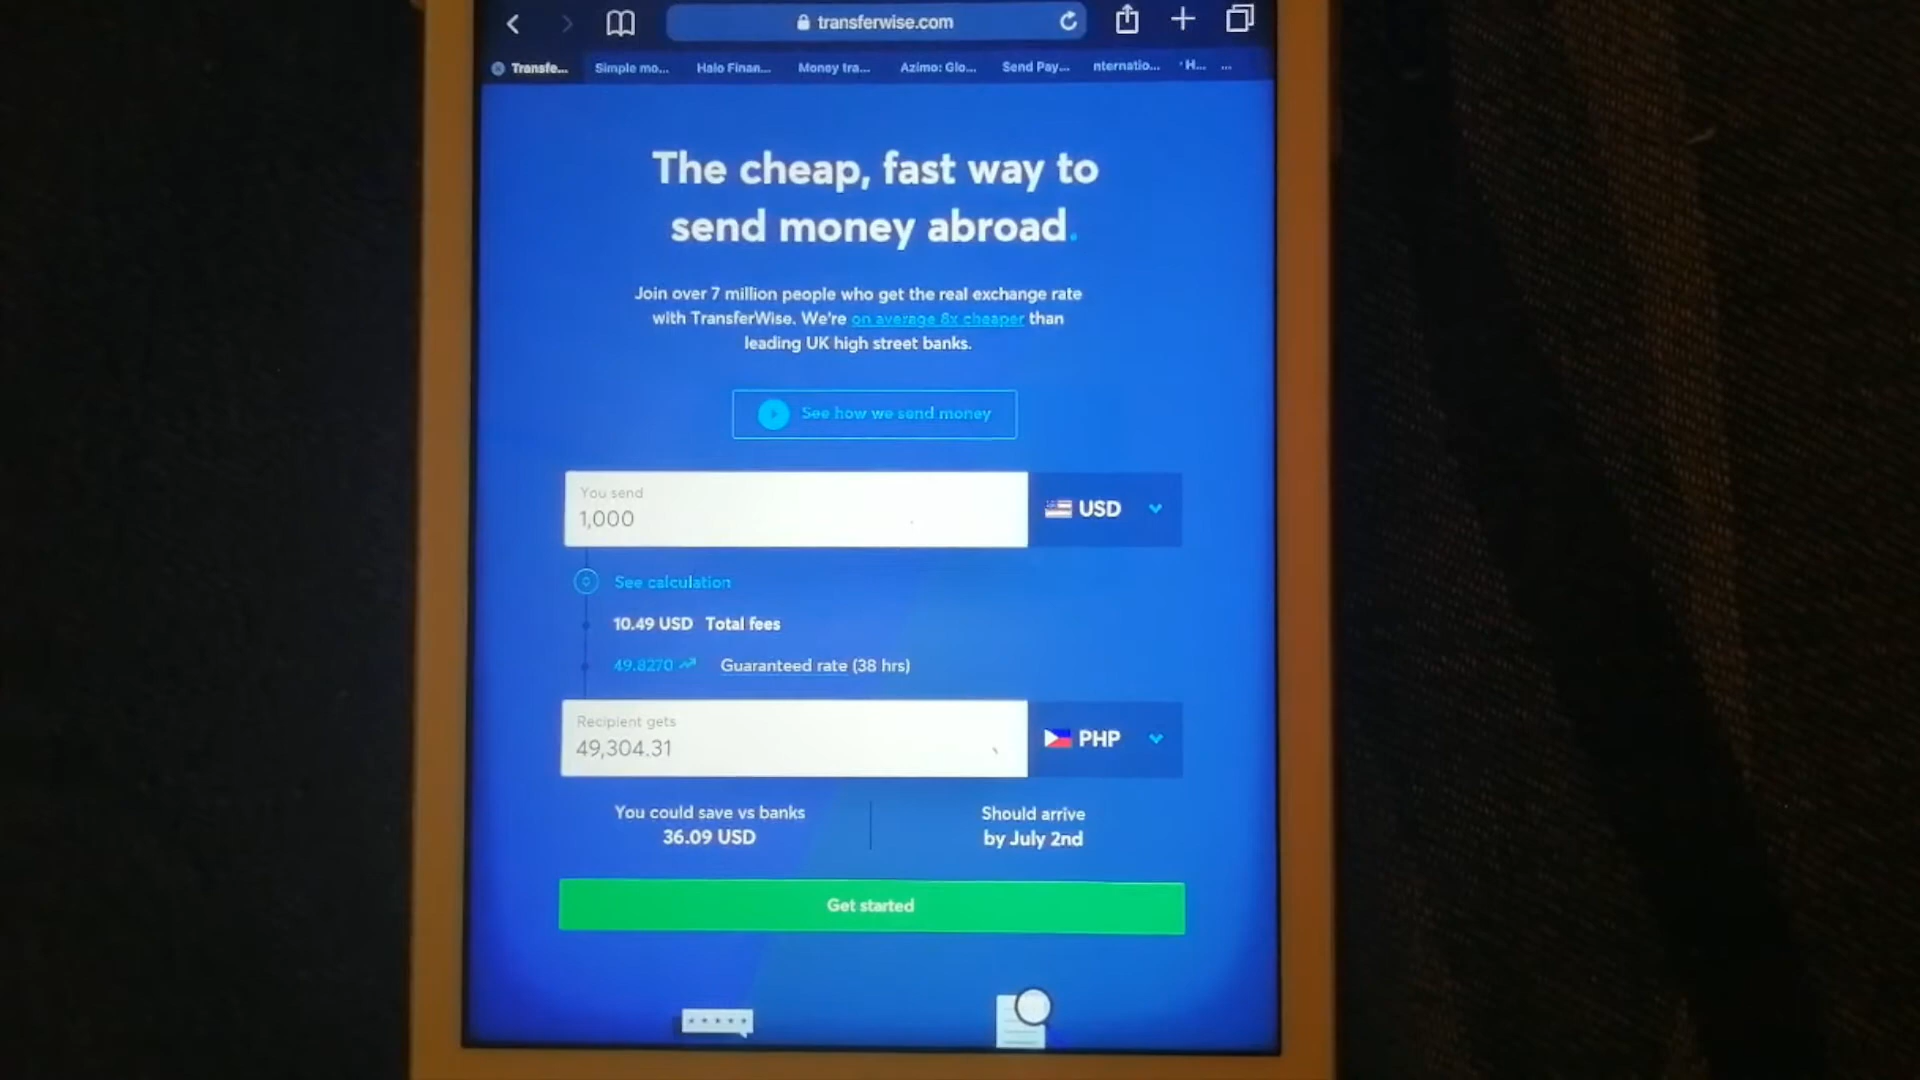 transferwise.com
Transfe... Simple mo... Halo Finan... Money tra... Azimo: Glo... Send Pay... nternatio... H... ...
The cheap, fast way to
send money abroad.
Join over 7 million people who get the real exchange rate
with TransferWise. We're on average 8x cheaper than
leading UK high street banks.
See how we send money
You send
1,000
USD
See calculation
10.49 USD Total fees
49.8270 Guaranteed rate (38 hrs)
Recipient gets
49,304.31
PHP
You could save vs banks
36.09 USD
Should arrive
by July 2nd
Get started